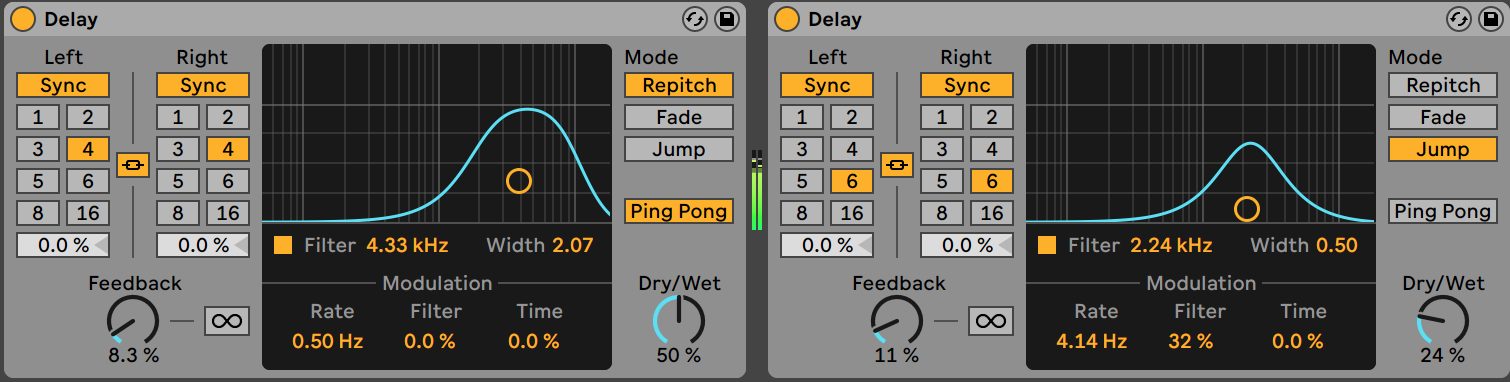 Delay
Left Right Mode
Sync Sync Repitch
1 2 1 2 Fade
3 4 3 4 Jump
5 6 5 6
8 16 8 16 Ping Pong
0.0 % 0.0 % Filter 4.33 kHz Width 2.07
Feedback Modulation Dry/Wet
Rate Filter Time
0.50 Hz 0.0 % 0.0 %
8.3 % 50 %
Delay
Left Right Mode
Sync Sync Repitch
1 2 1 2 Fade
3 4 3 4 Jump
5 6 5 6
8 16 8 16 Ping Pong
0.0 % 0.0 % Filter 2.24 kHz Width 0.50
Feedback Modulation Dry/Wet
Rate Filter Time
4.14 Hz 32 % 0.0 %
11 % 24 %